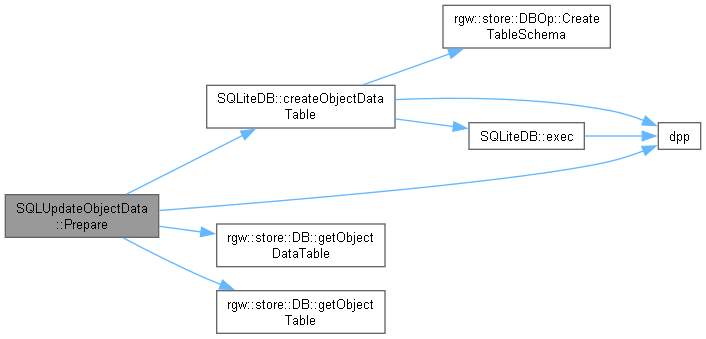 rgw::store::DBOp::Create
TableSchema
SQLiteDB::createObjectData
Table
SQLiteDB::exec
dpp
SQLUpdateObjectData
::Prepare
rgw::store::DB::getObject
DataTable
rgw::store::DB::getObject
Table